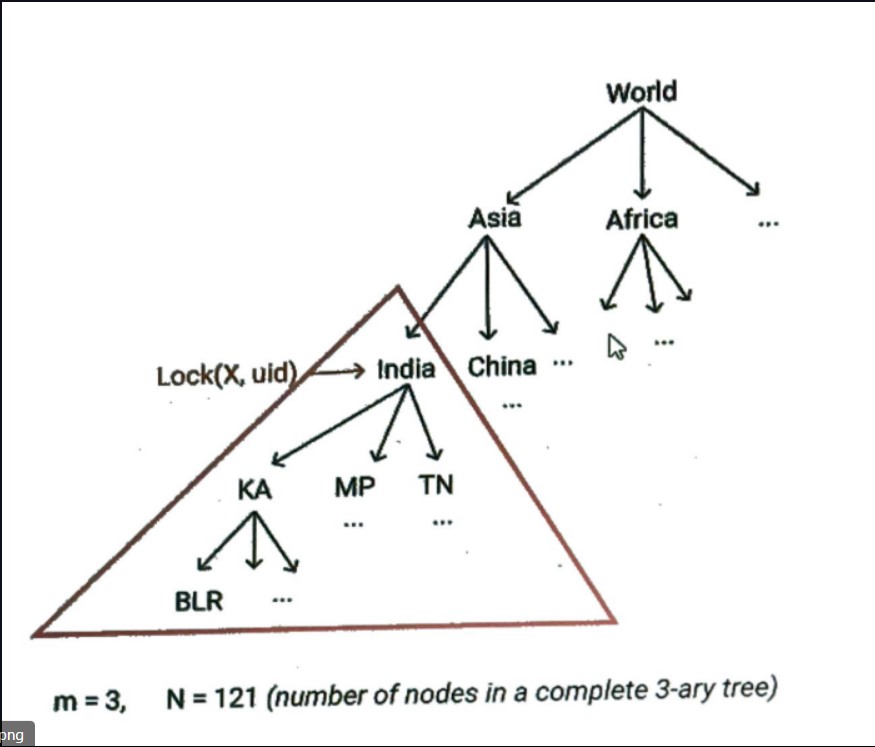 World
Asia Africa ...
Lock(X, uid) India China ... ...
...
KA MP TN
... ...
BLR ...
m = 3, N = 121 (number of nodes in a complete 3-ary tree)
png